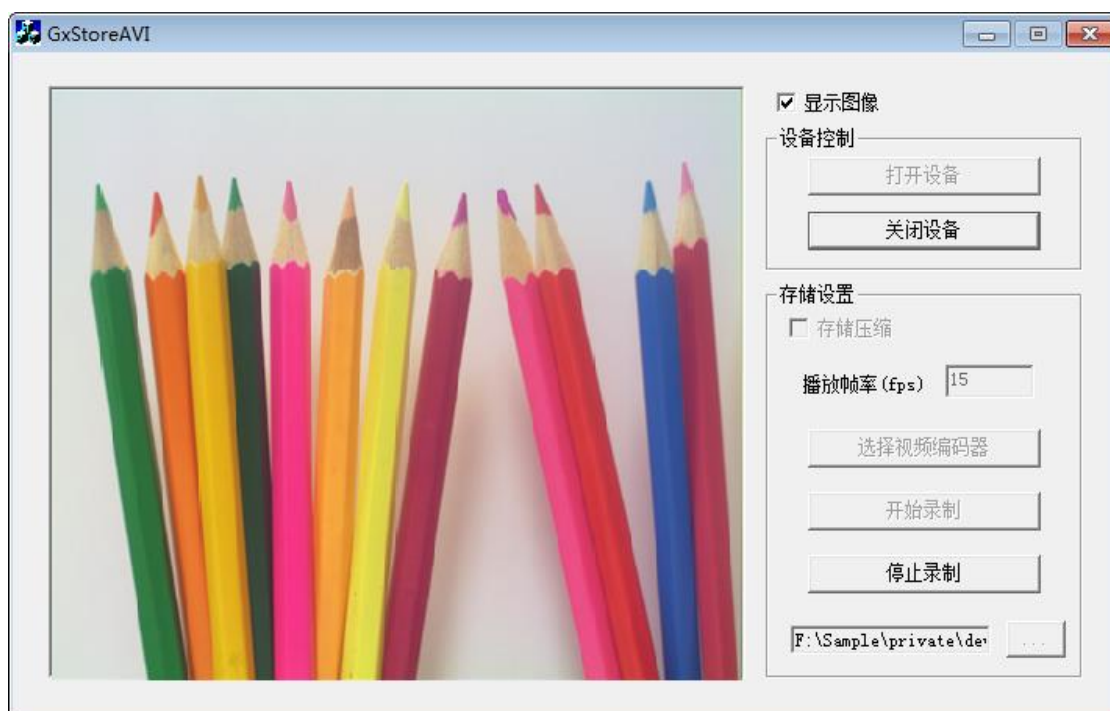 GxStoreAVI
显示图像
设备控制
打开设备
关闭设备
存储设置
存储压缩
播放帧率(fps) 15
选择视频编码器
开始录制
停止录制
F:\Sample\private\de
...